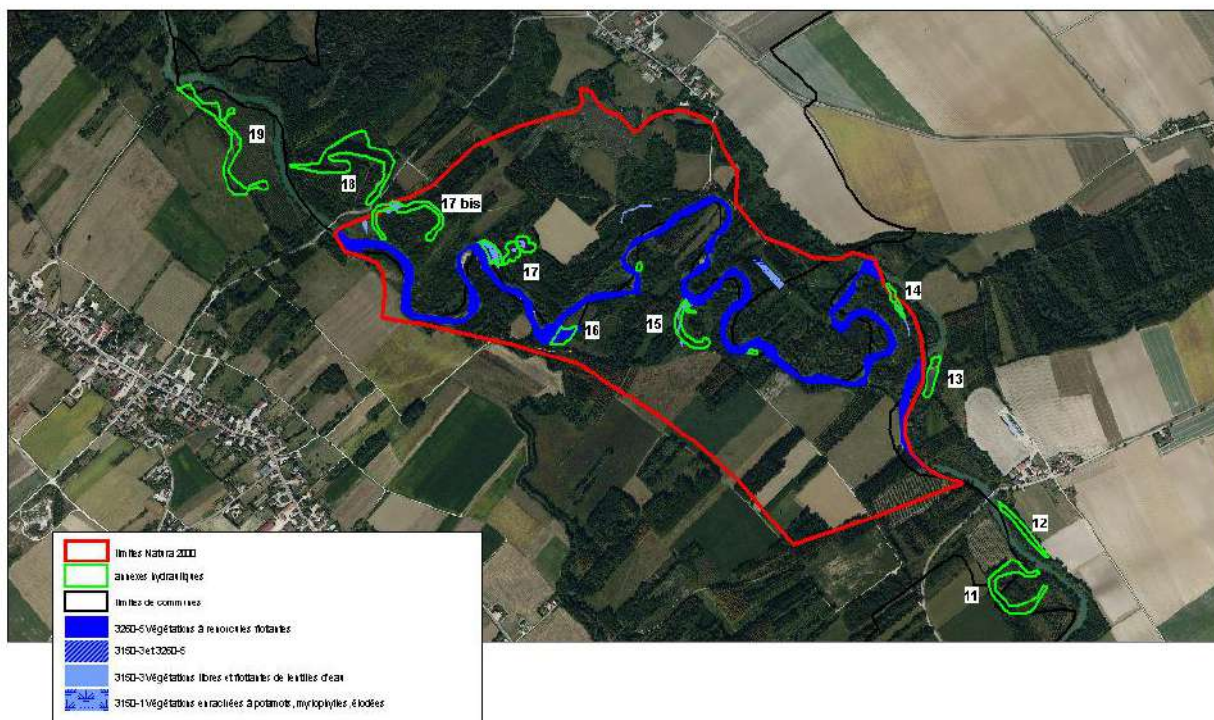 19
18
17 bis
17
16
15
14
13
12
11
limites Natura 2000
annexes hydrauliques
limites de communes
3260-5 Végétations à renoncules flottantes
3150-3 et 3260-5
3150-3 Végétations libres et flottantes de lentilles d'eau
3150-1 Végétations enracinées à potamots, myriophylles, élodées